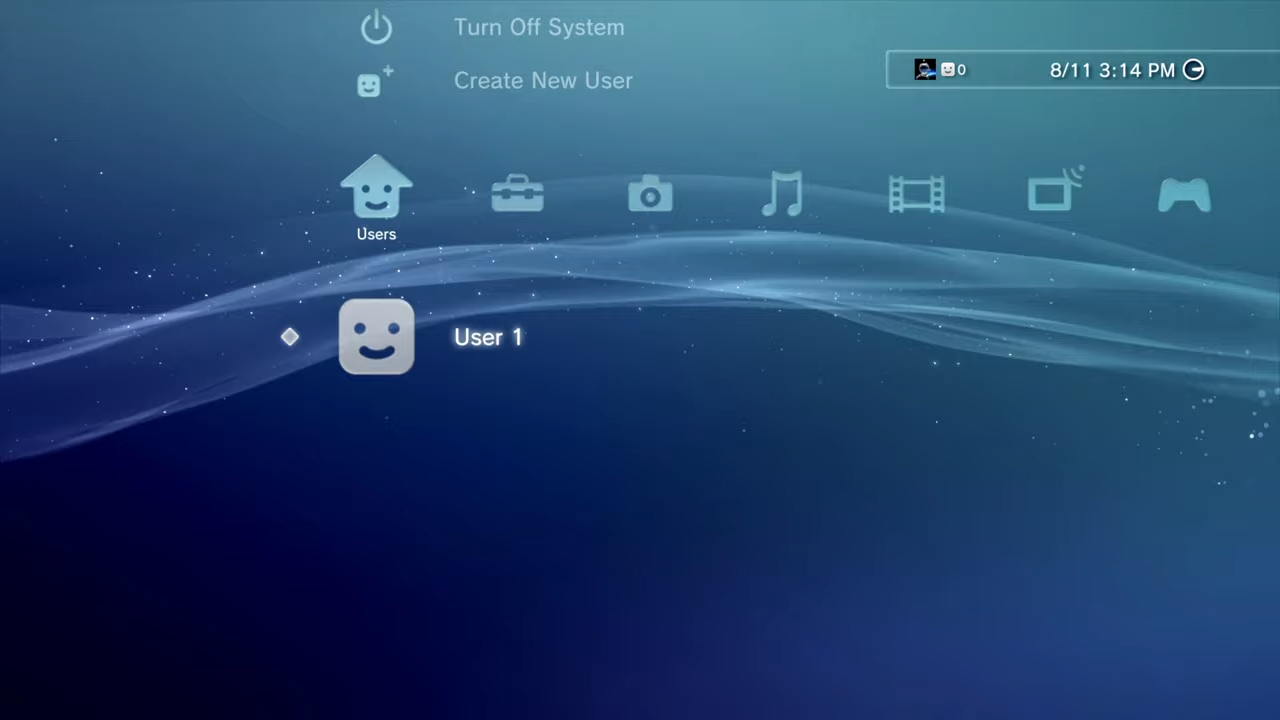 Turn Off System
Create New User
0 8/11 3:14 PM
Users
User 1